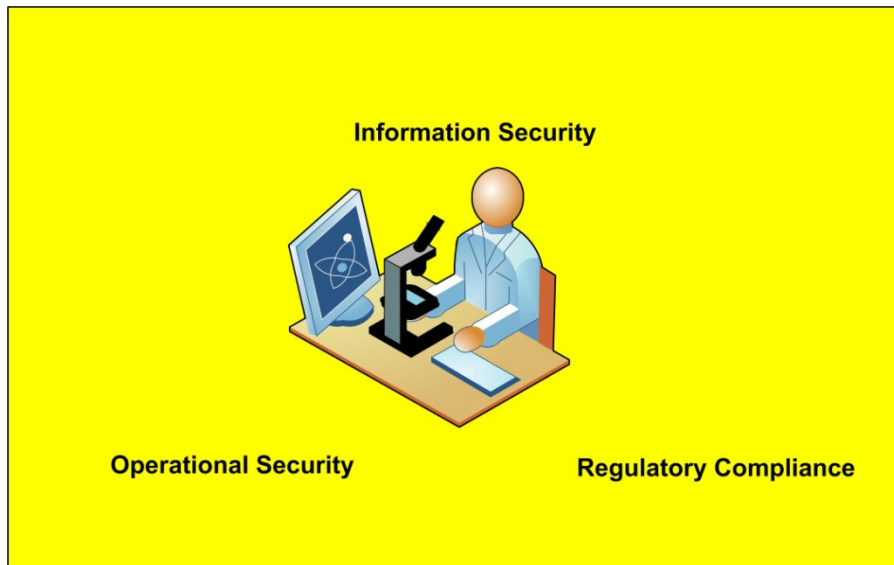 Information Security
Operational Security
Regulatory Compliance